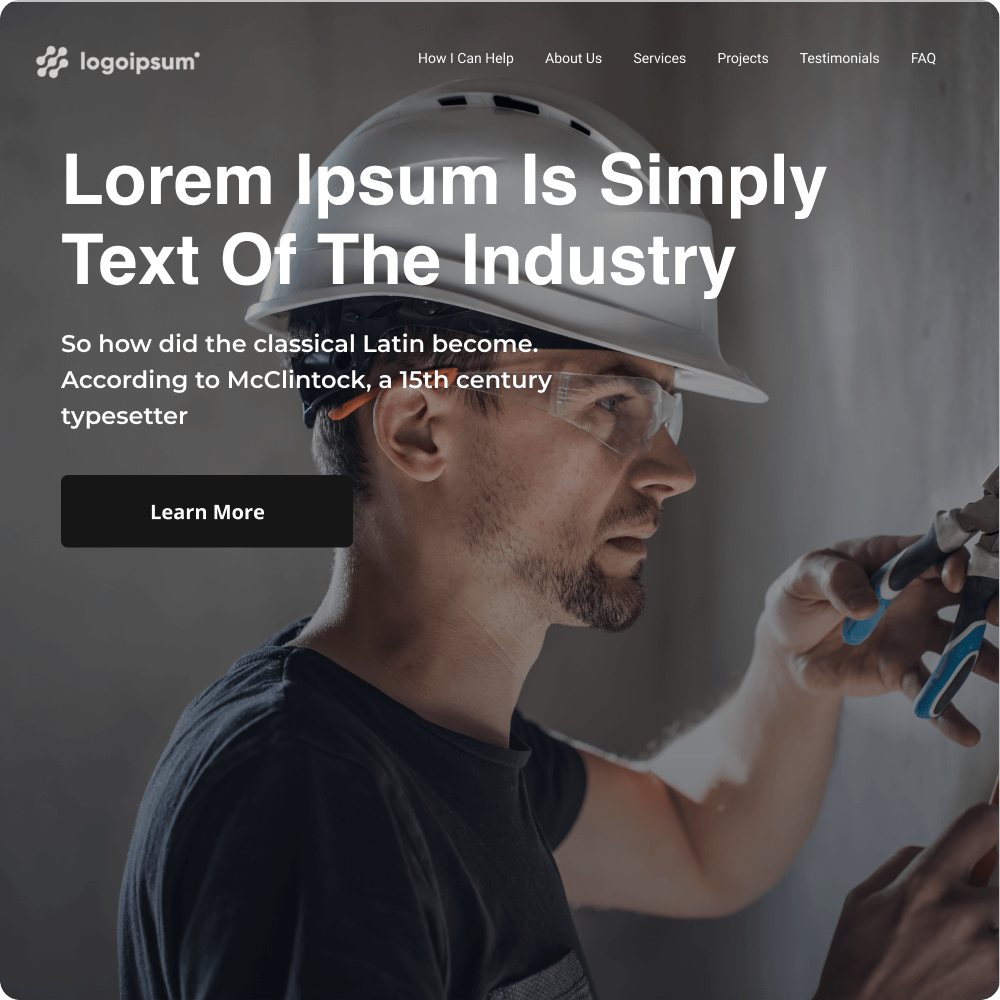 logoipsum
How I Can Help About Us Services Projects Testimonials FAQ
Lorem Ipsum Is Simply
Text Of The Industry
So how did the classical Latin become.
According to McClintock, a 15th century
typesetter
Learn More